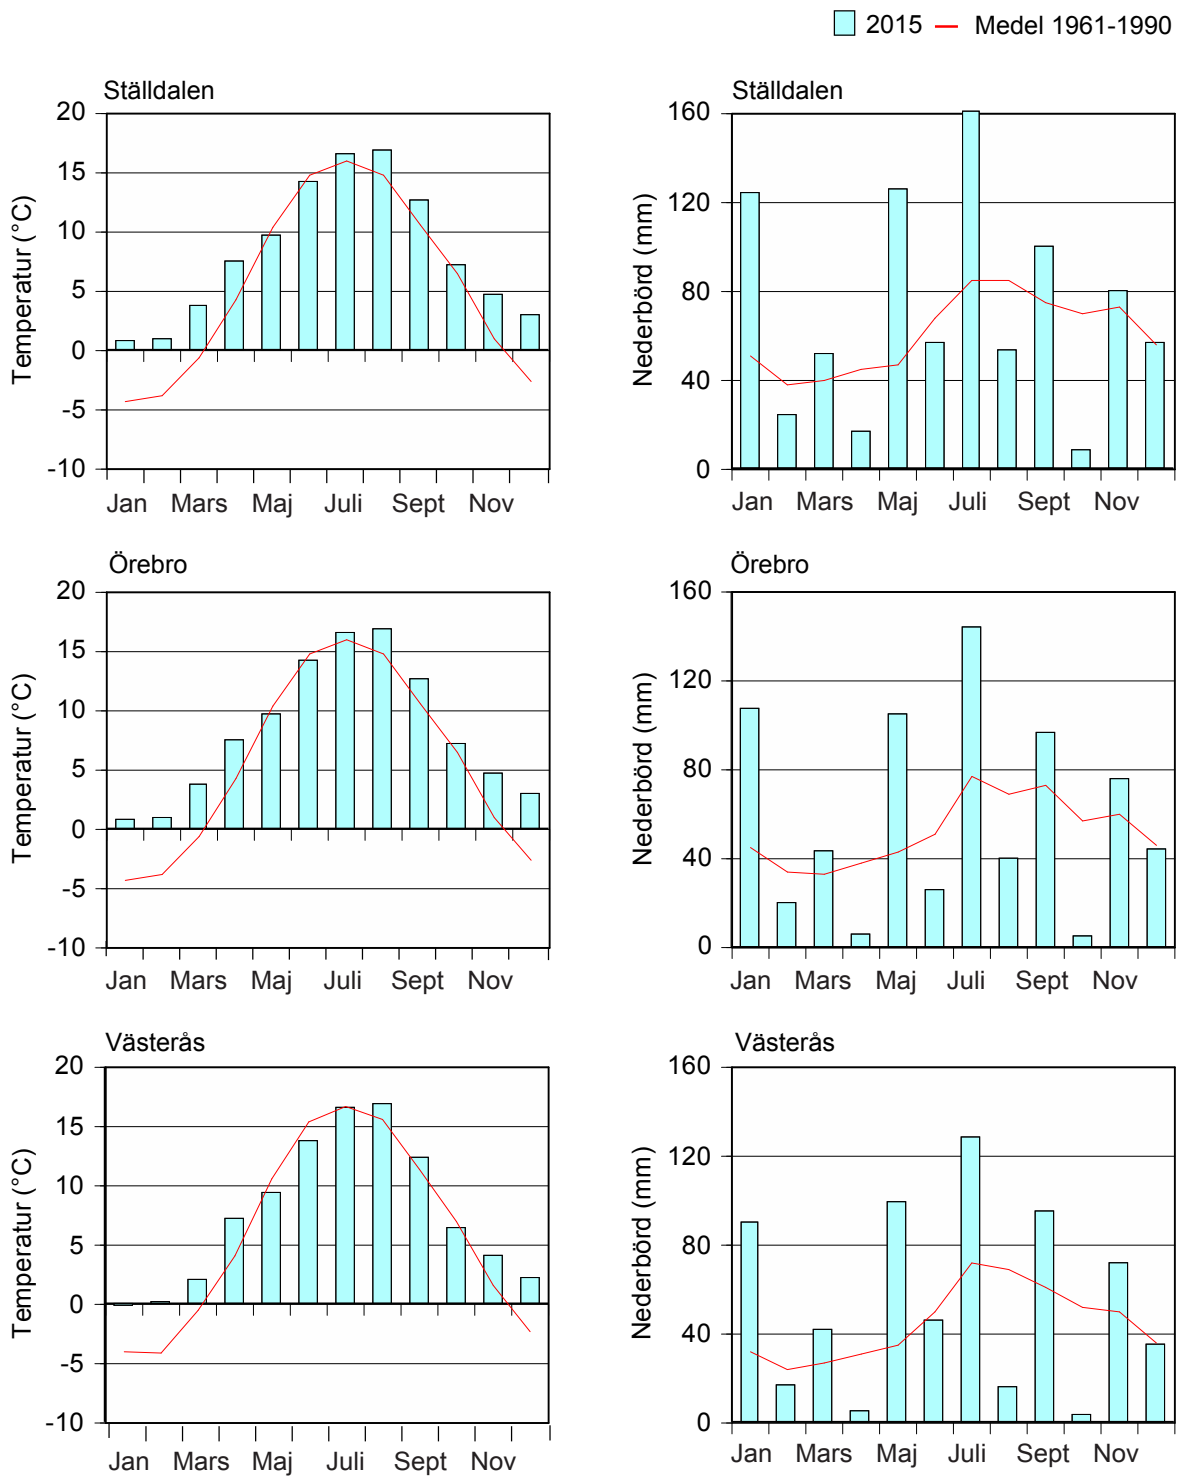 2015 Medel 1961-1990
Ställdalen
20
15
10
5
0
-5
-10
Temperatur (°C)
Jan Mars Maj Juli Sept Nov
Ställdalen
160
120
80
40
0
Nederbörd (mm)
Jan Mars Maj Juli Sept Nov
Örebro
20
15
10
5
0
-5
-10
Temperatur (°C)
Jan Mars Maj Juli Sept Nov
Örebro
160
120
80
40
0
Nederbörd (mm)
Jan Mars Maj Juli Sept Nov
Västerås
20
15
10
5
0
-5
-10
Temperatur (°C)
Jan Mars Maj Juli Sept Nov
Västerås
160
120
80
40
0
Nederbörd (mm)
Jan Mars Maj Juli Sept Nov